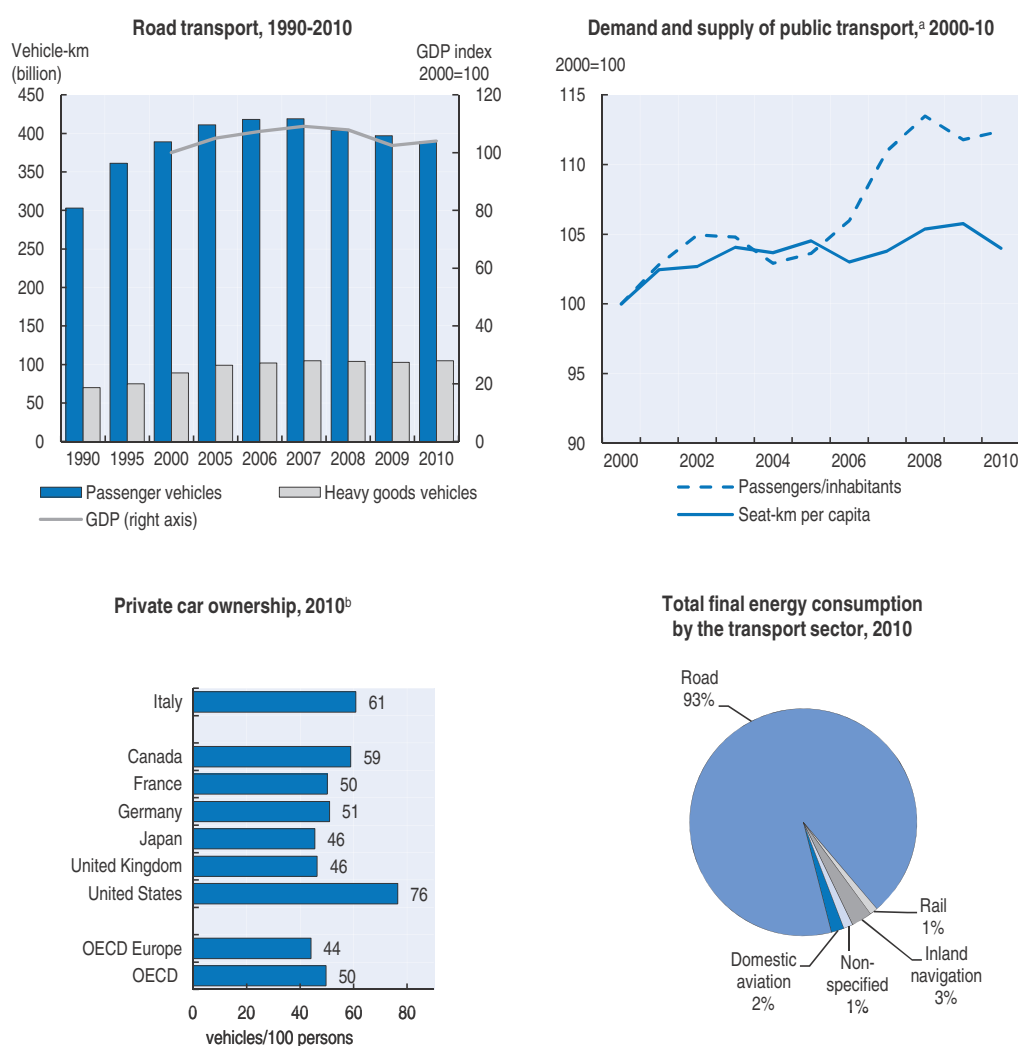 Road transport, 1990-2010
Vehicle-km
(billion)
GDP index
2000=100
450
400
350
300
250
200
150
100
50
0
120
100
80
60
40
20
0
1990 1995 2000 2005 2006 2007 2008 2009 2010
Passenger vehicles
Heavy goods vehicles
GDP (right axis)
Demand and supply of public transport,ᵃ 2000-10
2000=100
115
110
105
100
95
90
2000 2002 2004 2006 2008 2010
Passengers/inhabitants
Seat-km per capita
Private car ownership, 2010ᵇ
Italy 61
Canada 59
France 50
Germany 51
Japan 46
United Kingdom 46
United States 76
OECD Europe 44
OECD 50
0 20 40 60 80
vehicles/100 persons
Total final energy consumption
by the transport sector, 2010
Road
93%
Rail
1%
Inland
navigation
3%
Non-
specified
1%
Domestic
aviation
2%